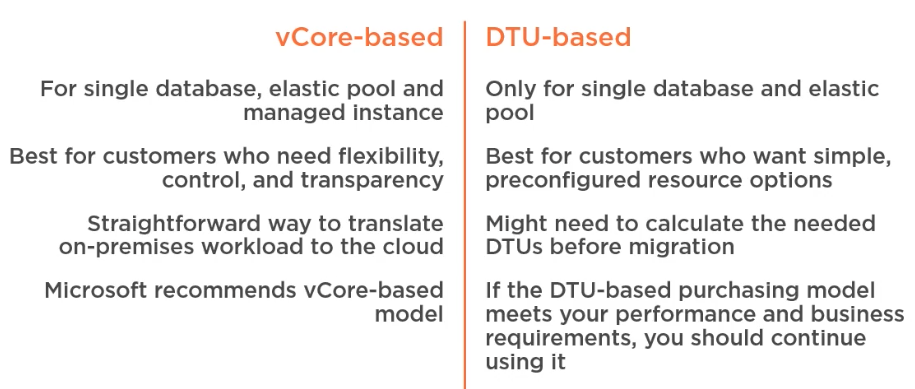 vCore-based
For single database, elastic pool and
managed instance
Best for customers who need flexibility,
control, and transparency
Straightforward way to translate
on-premises workload to the cloud
Microsoft recommends vCore-based
model
DTU-based
Only for single database and elastic
pool
Best for customers who want simple,
preconfigured resource options
Might need to calculate the needed
DTUs before migration
If the DTU-based purchasing model
meets your performance and business
requirements, you should continue
using it